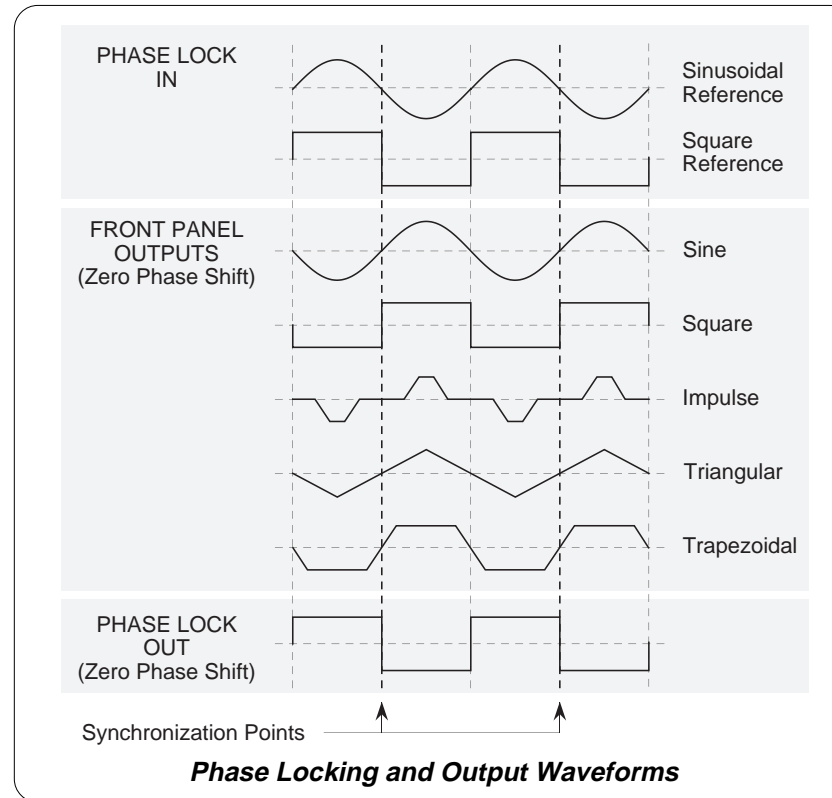 PHASE LOCK
IN
Sinusoidal
Reference
Square
Reference
FRONT PANEL
OUTPUTS
(Zero Phase Shift)
Sine
Square
Impulse
Triangular
Trapezoidal
PHASE LOCK
OUT
(Zero Phase Shift)
Synchronization Points
Phase Locking and Output Waveforms